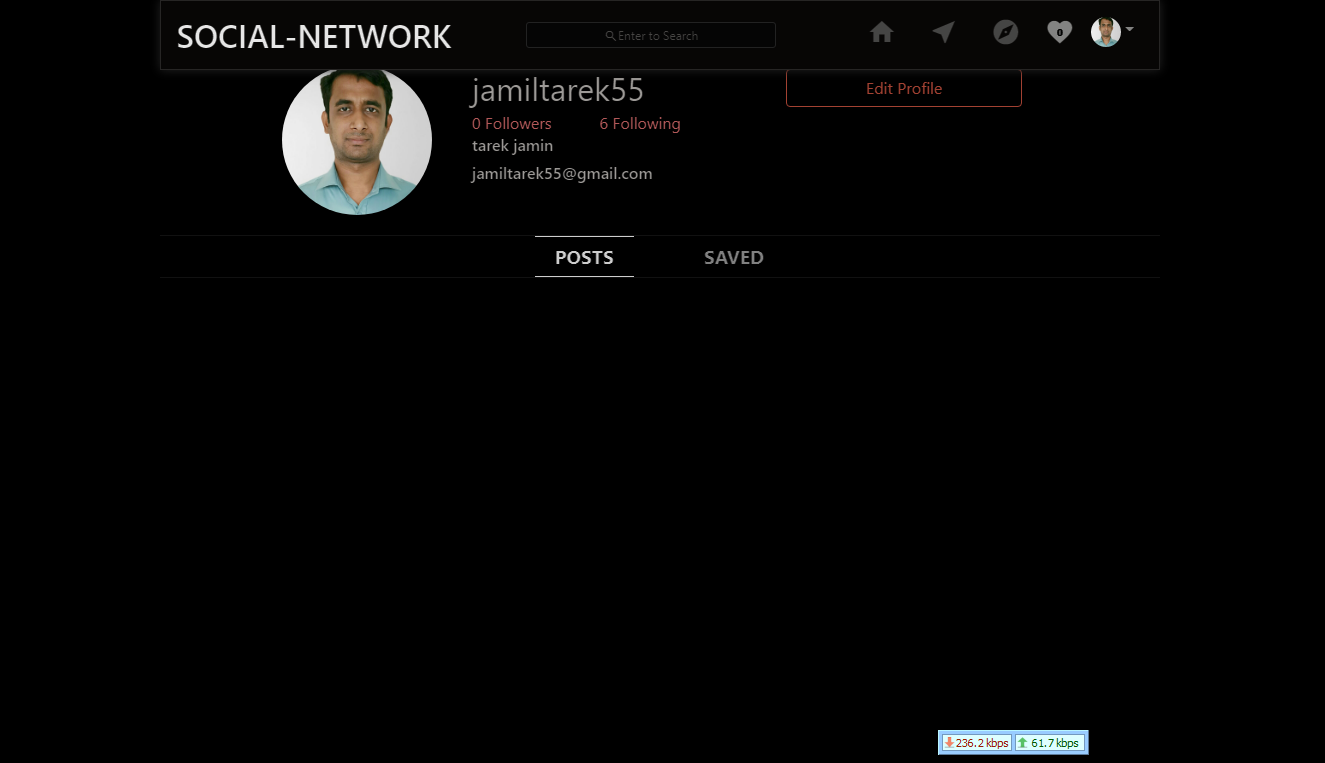 SOCIAL-NETWORK
Enter to Search
0
jamiltarek55
Edit Profile
0 Followers 6 Following
tarek jamin
jamiltarek55@gmail.com
POSTS SAVED
236.2 kbps 61.7 kbps